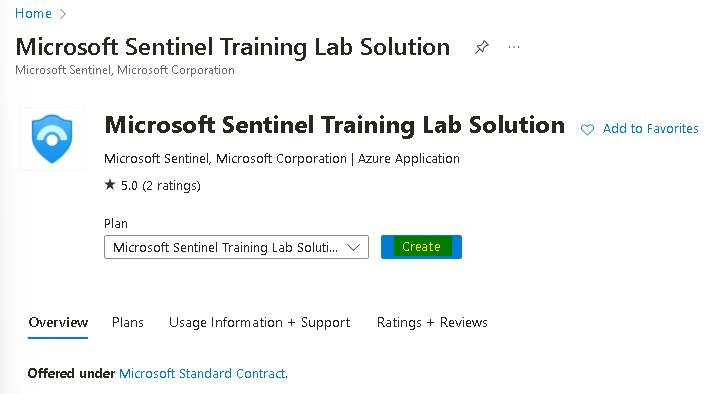 Home
Microsoft Sentinel Training Lab Solution ...
Microsoft Sentinel, Microsoft Corporation
Microsoft Sentinel Training Lab Solution
Add to Favorites
Microsoft Sentinel, Microsoft Corporation | Azure Application
★ 5.0 (2 ratings)
Plan
Microsoft Sentinel Training Lab Soluti... Create
Overview Plans Usage Information + Support Ratings + Reviews
Offered under Microsoft Standard Contract.